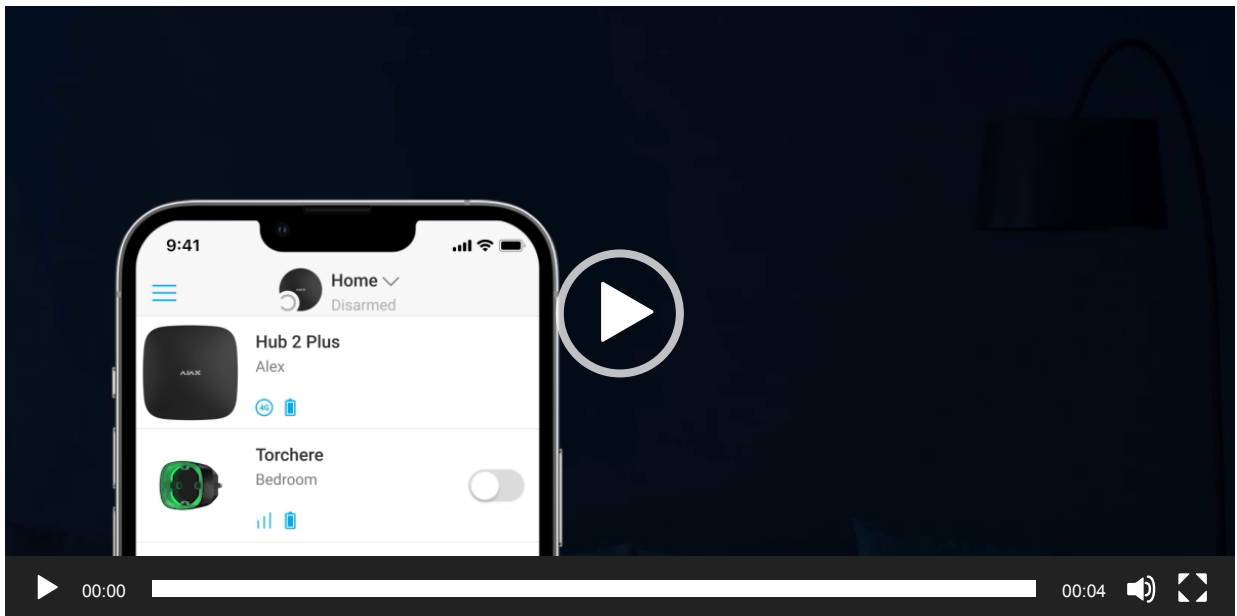 9:41
Home
Disarmed
Hub 2 Plus
AJAX
Alex
4G
Torchere
Bedroom
00:00
00:04